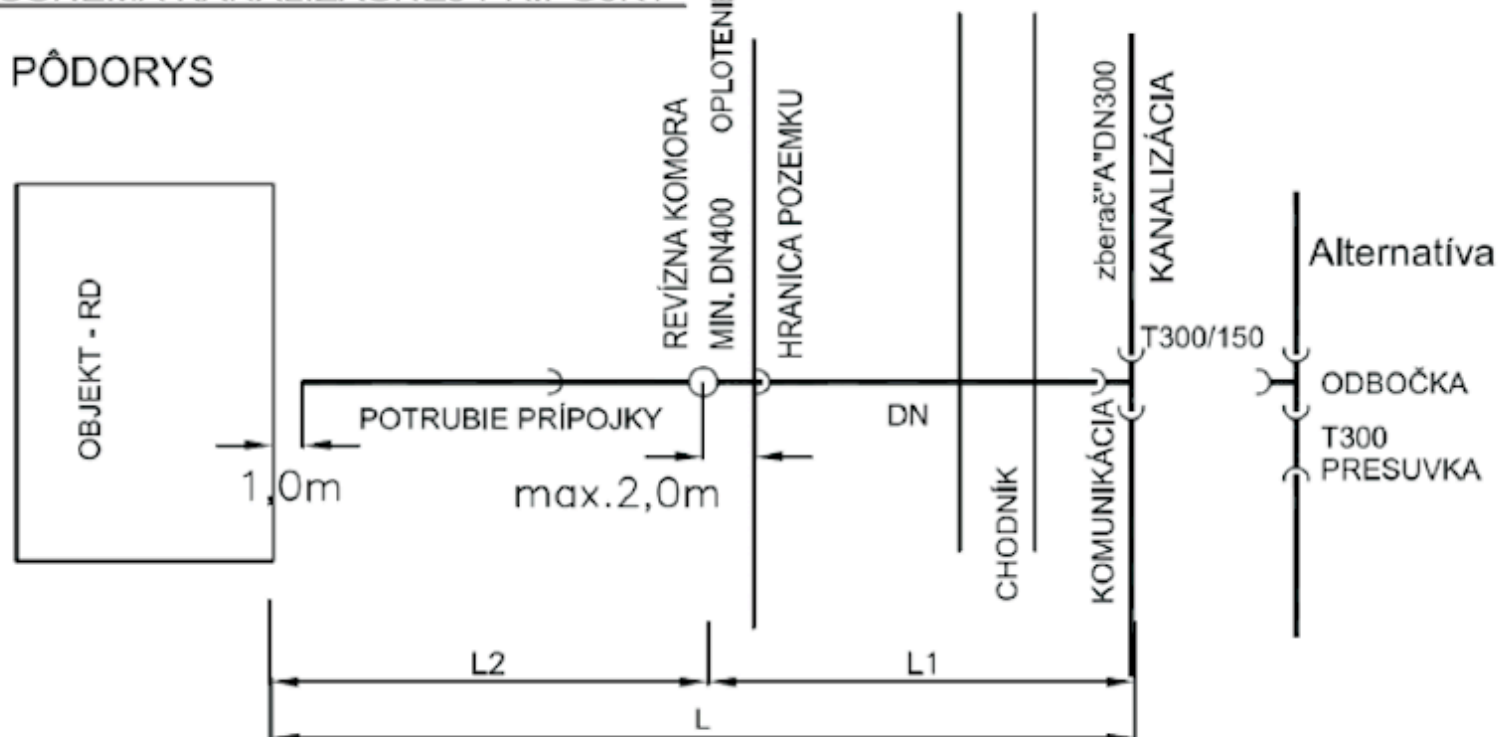 PÔDORYS
OBJEKT - RD
REVÍZNA KOMORA
MIN. DN400
HRANICA POZEMKU
zberač"A"DN300
KANALIZÁCIA
Alternatíva
T300/150
ODBOČKA
POTRUBIE PRÍPOJKY
DN
T300
PRESUVKA
1,0m
max.2,0m
CHODNÍK
KOMUNIKÁCIA
L2
L1
L